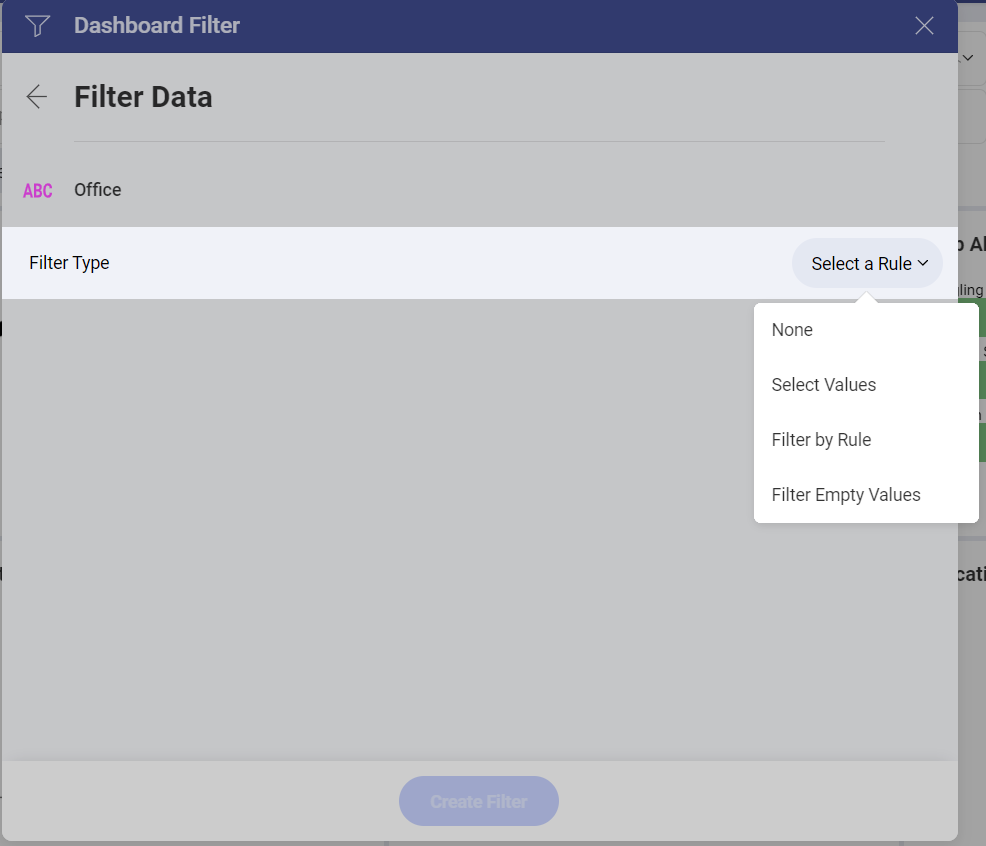 Dashboard Filter
Filter Data
ABC Office
Filter Type
Select a Rule
None
Select Values
Filter by Rule
Filter Empty Values
Create Filter